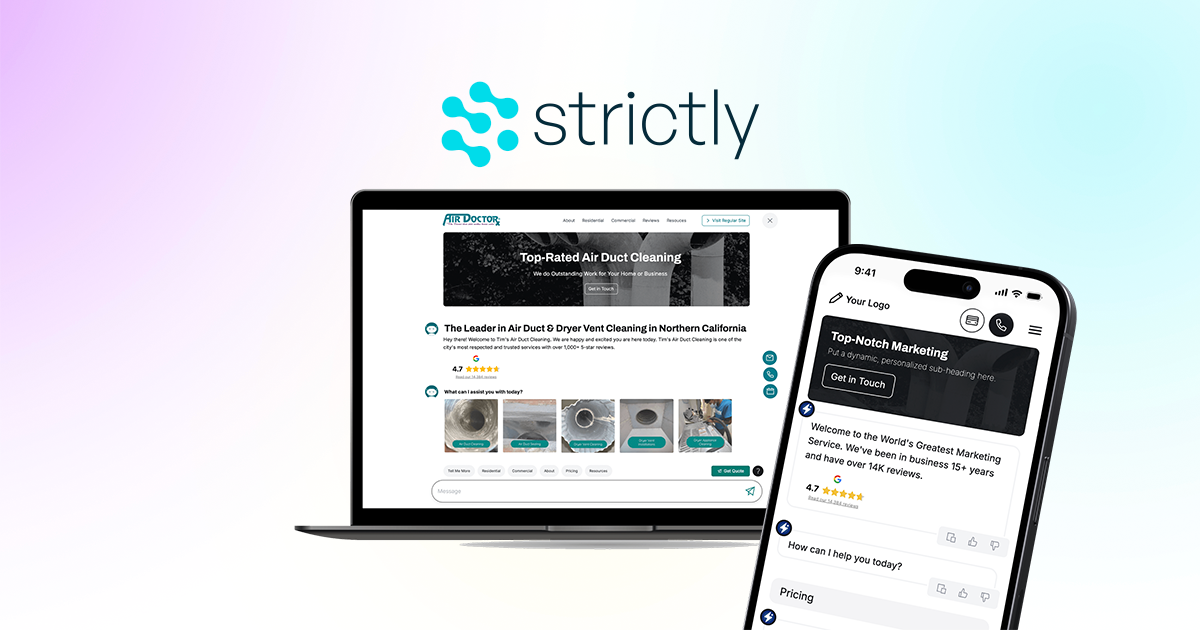 strictly
AIR DOCTOR
About Residential Commercial Reviews Resouces Visit Regular Site
Top-Rated Air Duct Cleaning
We do Outstanding Work for Your Home or Business
Get in Touch
The Leader in Air Duct & Dryer Vent Cleaning in Northern California
Hey there! Welcome to Tim's Air Duct Cleaning. We are happy and excited you are here today. Tim's Air Duct Cleaning is one of the
city's most respected and trusted services with over 1,000+ 5-star reviews.
4.7
Read our 14,384 reviews
What can I assist you with today?
Air Duct Cleaning Air Duct Sealing Dryer Vent Cleaning Dryer Vent Installations Dryer Appliance Cleaning
Tell Me More Residential Commercial About Pricing Resources Get Quote ?
Message
9:41
Your Logo
Top-Notch Marketing
Put a dynamic, personalized sub-heading here.
Get in Touch
Welcome to the World's Greatest Marketing
Service. We've been in business 15+ years
and have over 14K reviews.
4.7
Read our 14,384 reviews
How can I help you today?
Pricing